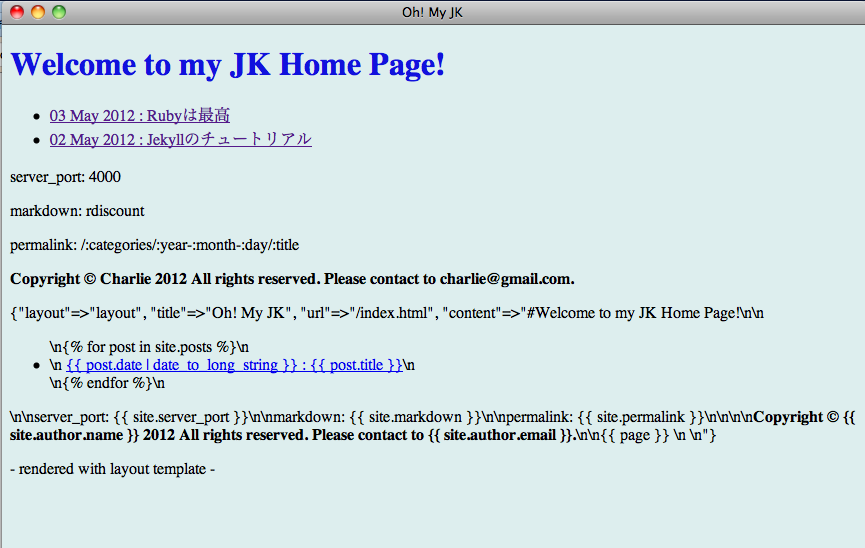 Oh! My JK
Welcome to my JK Home Page!
03 May 2012 : Rubyは最高
02 May 2012 : Jekyllのチュートリアル
server_port: 4000
markdown: rdiscount
permalink: /:categories/:year-:month-:day/:title
Copyright © Charlie 2012 All rights reserved. Please contact to charlie@gmail.com.
{"layout"=>"layout", "title"=>"Oh! My JK", "url"=>"/index.html", "content"=>"#Welcome to my JK Home Page!\n\n
\n{% for post in site.posts %}\n
\n {{ post.date | date_to_long_string }} : {{ post.title }}\n
\n{% endfor %}\n
\n\nserver_port: {{ site.server_port }}\n\nmarkdown: {{ site.markdown }}\n\npermalink: {{ site.permalink }}\n\n\n\nCopyright © {{
site.author.name }} 2012 All rights reserved. Please contact to {{ site.author.email }}.\n\n{{ page }} \n \n"}
- rendered with layout template -